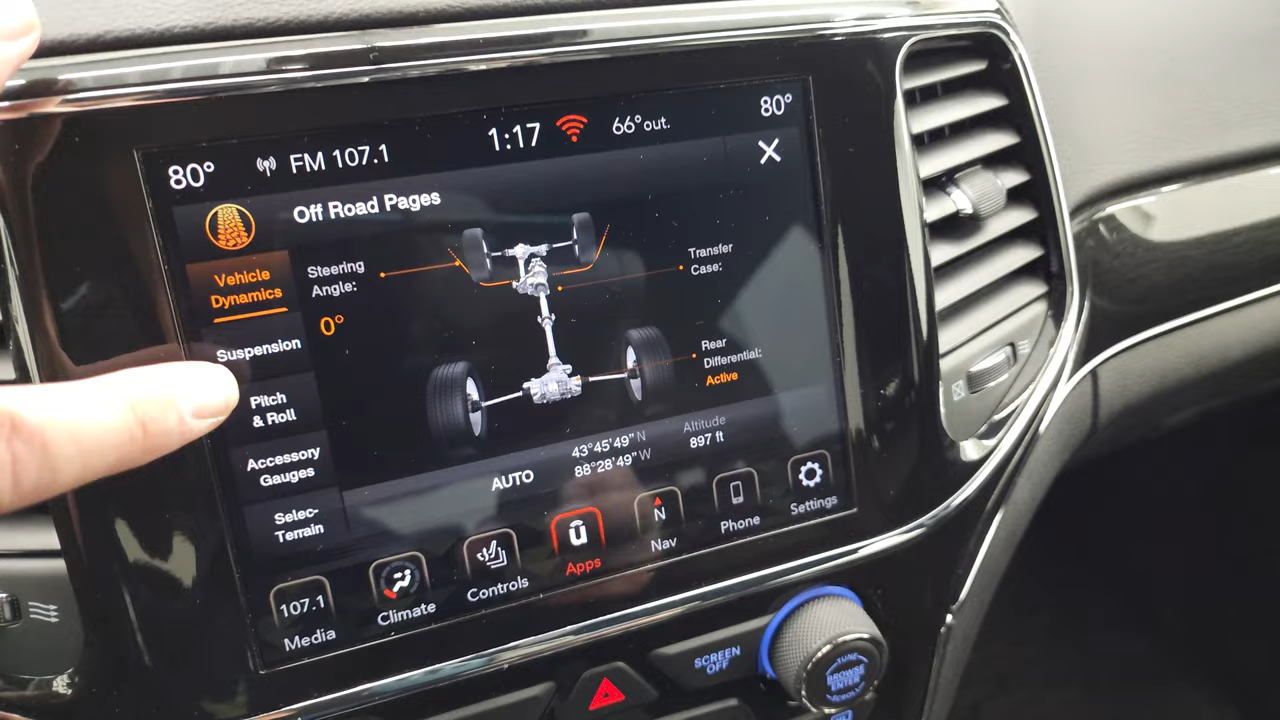 80° FM 107.1 1:17 66° out. 80°
Off Road Pages
Vehicle
Dynamics
Suspension
Pitch
& Roll
Accessory
Gauges
Selec-
Terrain
Steering
Angle:
0°
Transfer
Case:
Rear
Differential:
Active
AUTO
43°45'49" N
88°28'49" W
Altitude
897 ft
107.1
Media
Climate
Controls
û
Apps
N
Nav
Phone
Settings
SCREEN
OFF
TUNE
BROWSE
ENTER
SCROLL